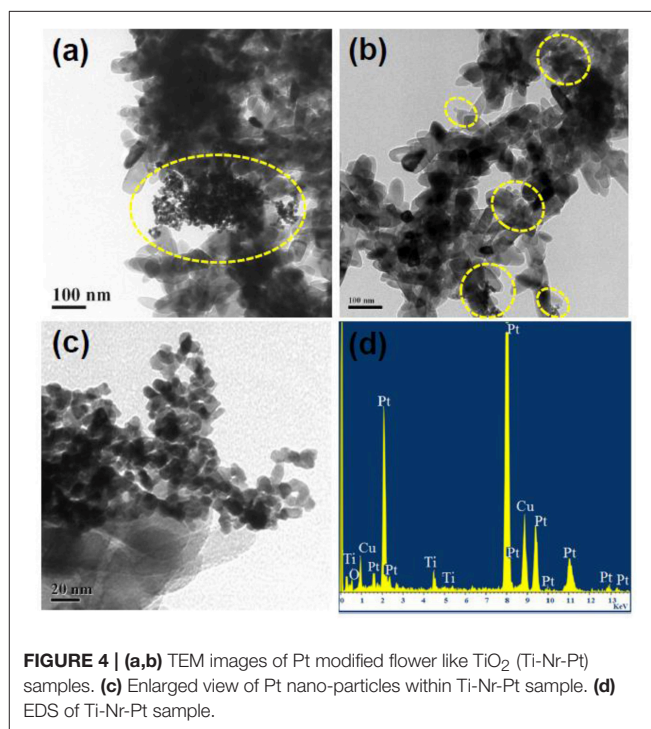 (a)
100 nm
(b)
100 nm
(c)
20 nm
(d)
Pt
Pt
Cu
Pt
Pt
Pt
Cu
Ti
Ti
Pt
O
Pt
Ti
Pt
Pt
Pt
0 1 2 3 4 5 6 7 8 9 10 11 12 13
KeV
FIGURE 4 | (a,b) TEM images of Pt modified flower like TiO₂ (Ti-Nr-Pt)
samples. (c) Enlarged view of Pt nano-particles within Ti-Nr-Pt sample. (d)
EDS of Ti-Nr-Pt sample.